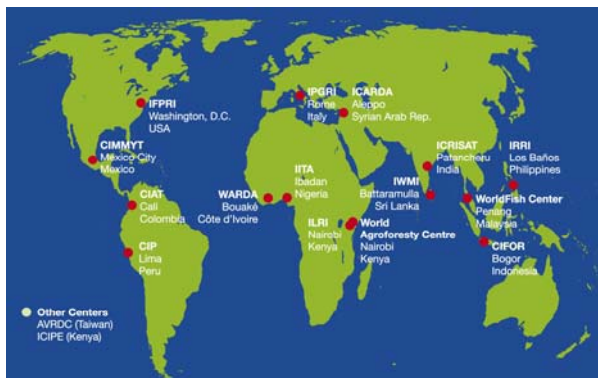 IFPRI
Washington, D.C.
USA
CIMMYT
México City
Mexico
CIAT
Cali
Colombia
CIP
Lima
Peru
IPGRI
Rome
Italy
ICARDA
Aleppo
Syrian Arab Rep.
WARDA
Bouaké
Côte d'Ivoire
IITA
Ibadan
Nigeria
ILRI
Nairobi
Kenya
World
Agroforesty Centre
Nairobi
Kenya
ICRISAT
Patancheru
India
IWMI
Battaramulla
Sri Lanka
IRRI
Los Baños
Philippines
WorldFish Center
Penang
Malaysia
CIFOR
Bogor
Indonesia
Other Centers
AVRDC (Taiwan)
ICIPE (Kenya)